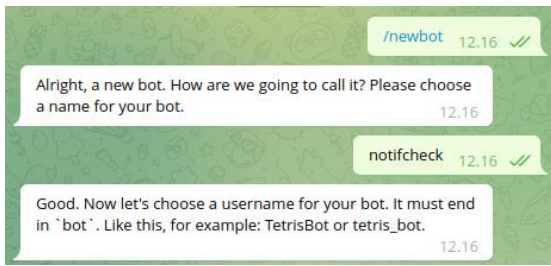 /newbot 12.16
Alright, a new bot. How are we going to call it? Please choose
a name for your bot.
12.16
notifcheck 12.16
Good. Now let's choose a username for your bot. It must end
in `bot`. Like this, for example: TetrisBot or tetris_bot.
12.16